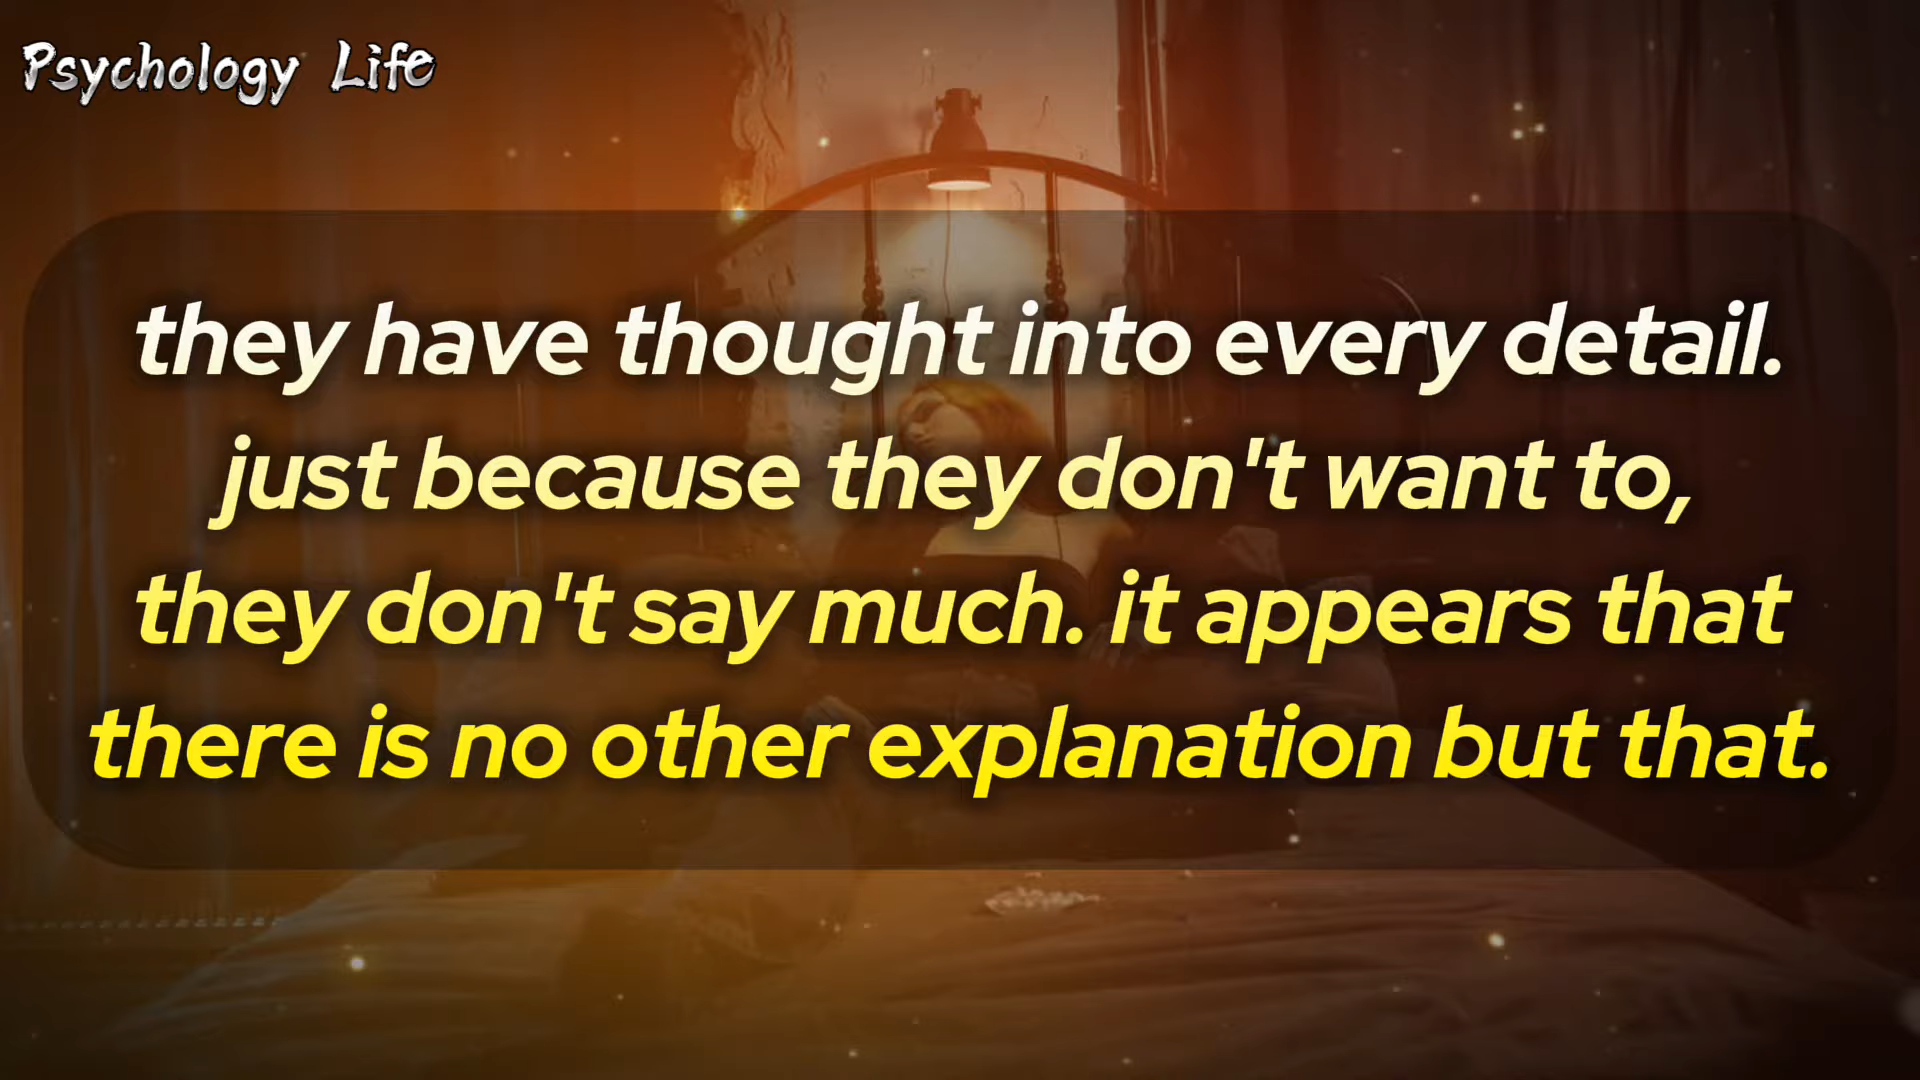 Psychology Life
they have thought into every detail.
just because they don't want to,
they don't say much. it appears that
there is no other explanation but that.